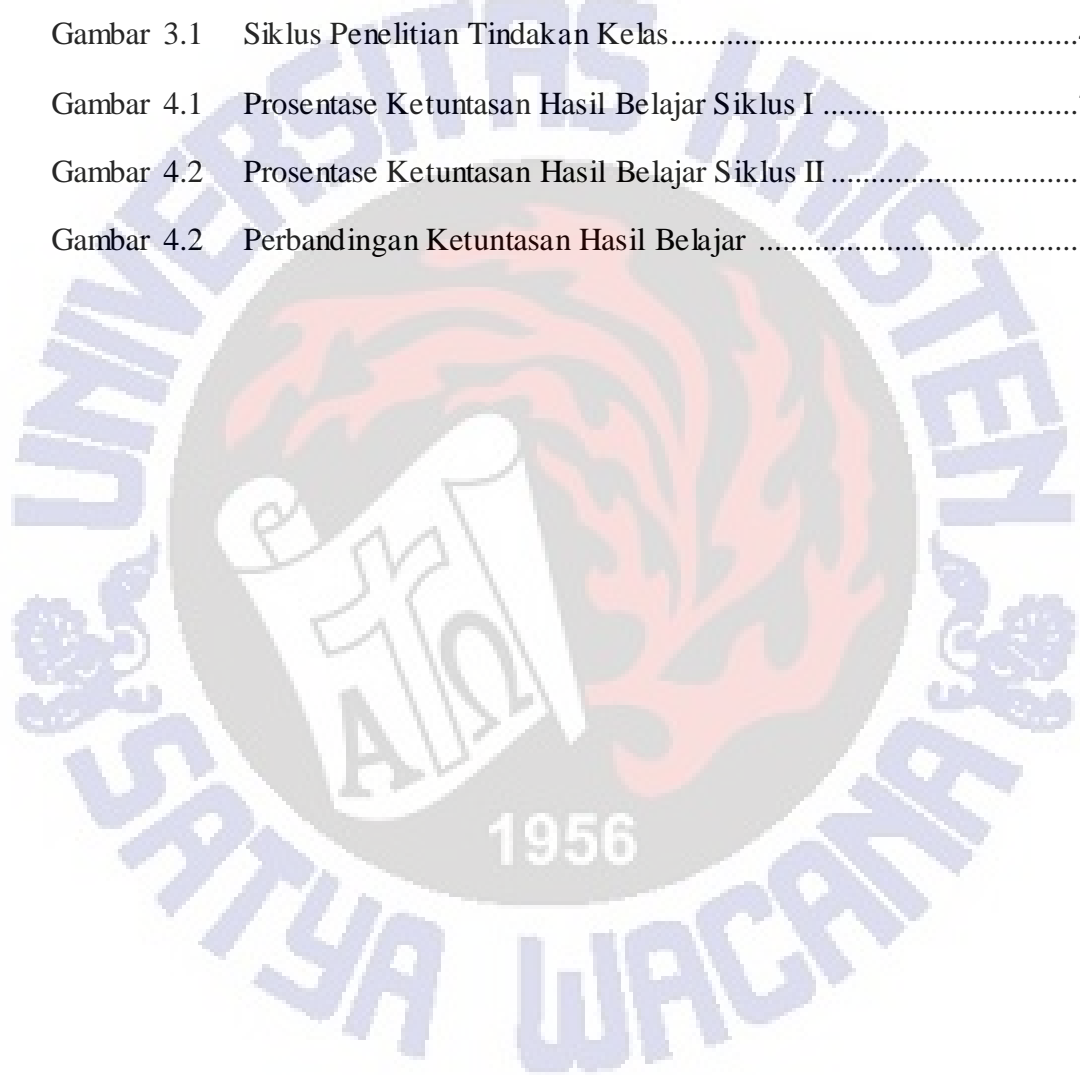 Gambar 3.1 Siklus Penelitian Tindakan Kelas..................................................
Gambar 4.1 Prosentase Ketuntasan Hasil Belajar Siklus I ................................
Gambar 4.2 Prosentase Ketuntasan Hasil Belajar Siklus II ...............................
Gambar 4.2 Perbandingan Ketuntasan Hasil Belajar ........................................
UNIVERSITAS KRISTEN
Α Ω
1956
SATYA WACANA